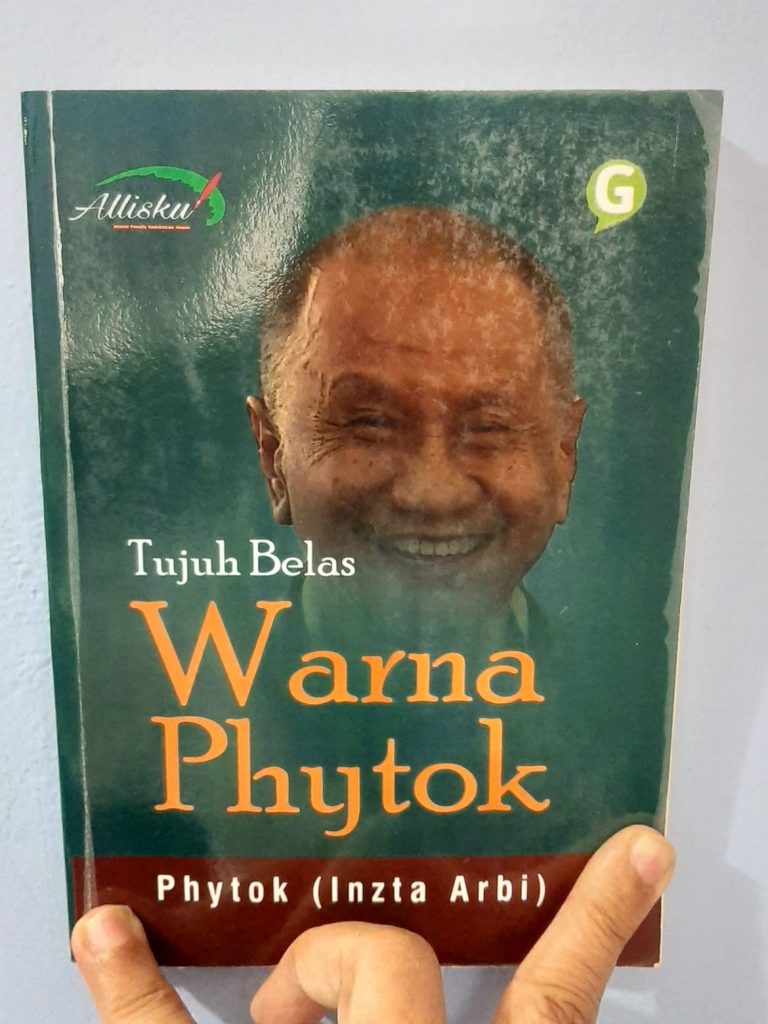 Allisku
G
Tujuh Belas
Warna
Phytok
Phytok (Inzta Arbi)